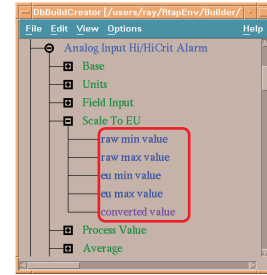 DbBuildCreator [/users/ray/RtapEnv/Builder/
File Edit View Options Help
Analog Input Hi/HiCrit Alarm
Base
Units
Field Input
Scale To EU
raw min value
raw max value
eu min value
eu max value
converted value
Process Value
Average